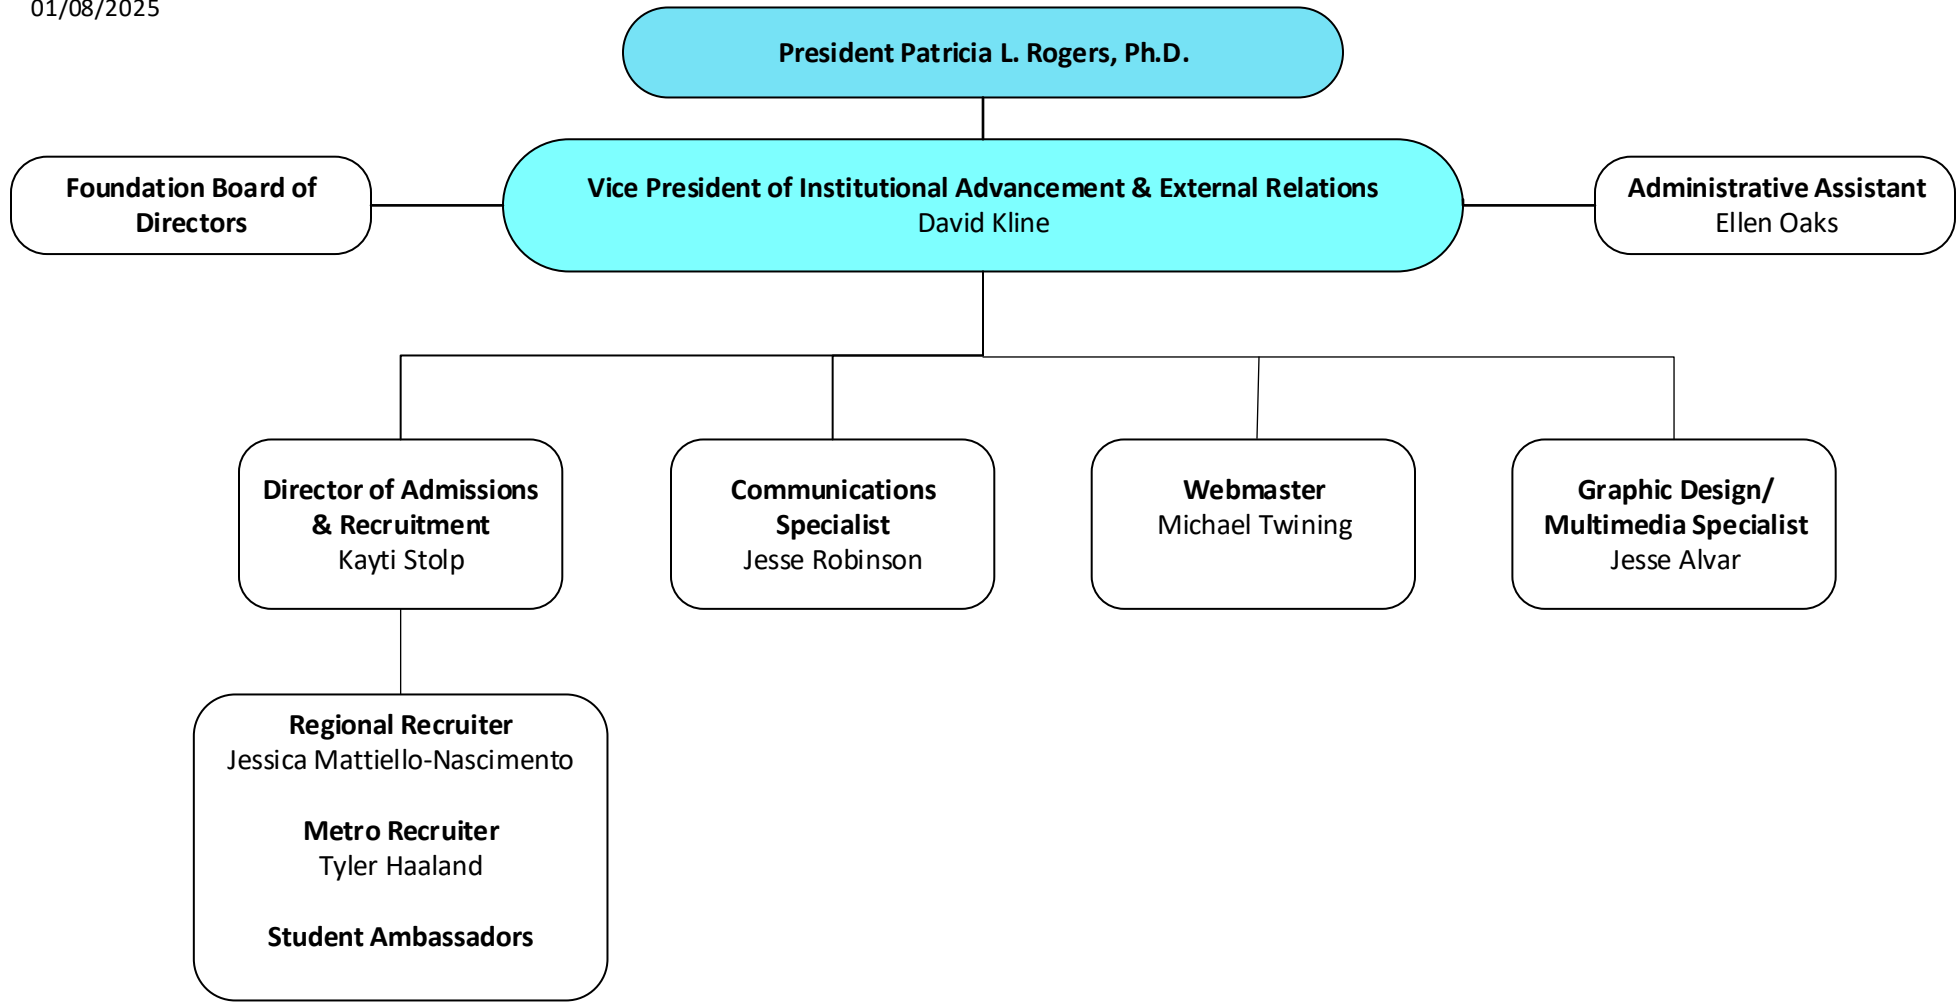 01/08/2025
President Patricia L. Rogers, Ph.D.
Foundation Board of
Directors
Vice President of Institutional Advancement & External Relations
David Kline
Administrative Assistant
Ellen Oaks
Director of Admissions
& Recruitment
Kayti Stolp
Communications
Specialist
Jesse Robinson
Webmaster
Michael Twining
Graphic Design/
Multimedia Specialist
Jesse Alvar
Regional Recruiter
Jessica Mattiello-Nascimento
Metro Recruiter
Tyler Haaland
Student Ambassadors